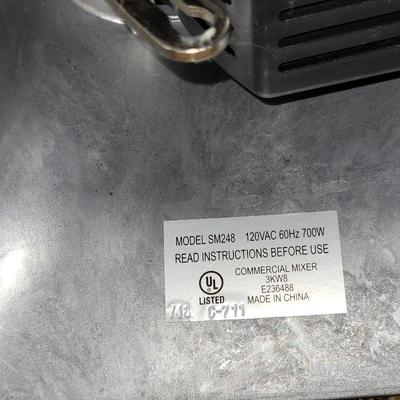 MODEL SM248 120VAC 60Hz 700W
READ INSTRUCTIONS BEFORE USE
UL
LISTED
COMMERCIAL MIXER
3KW8
E236488
MADE IN CHINA